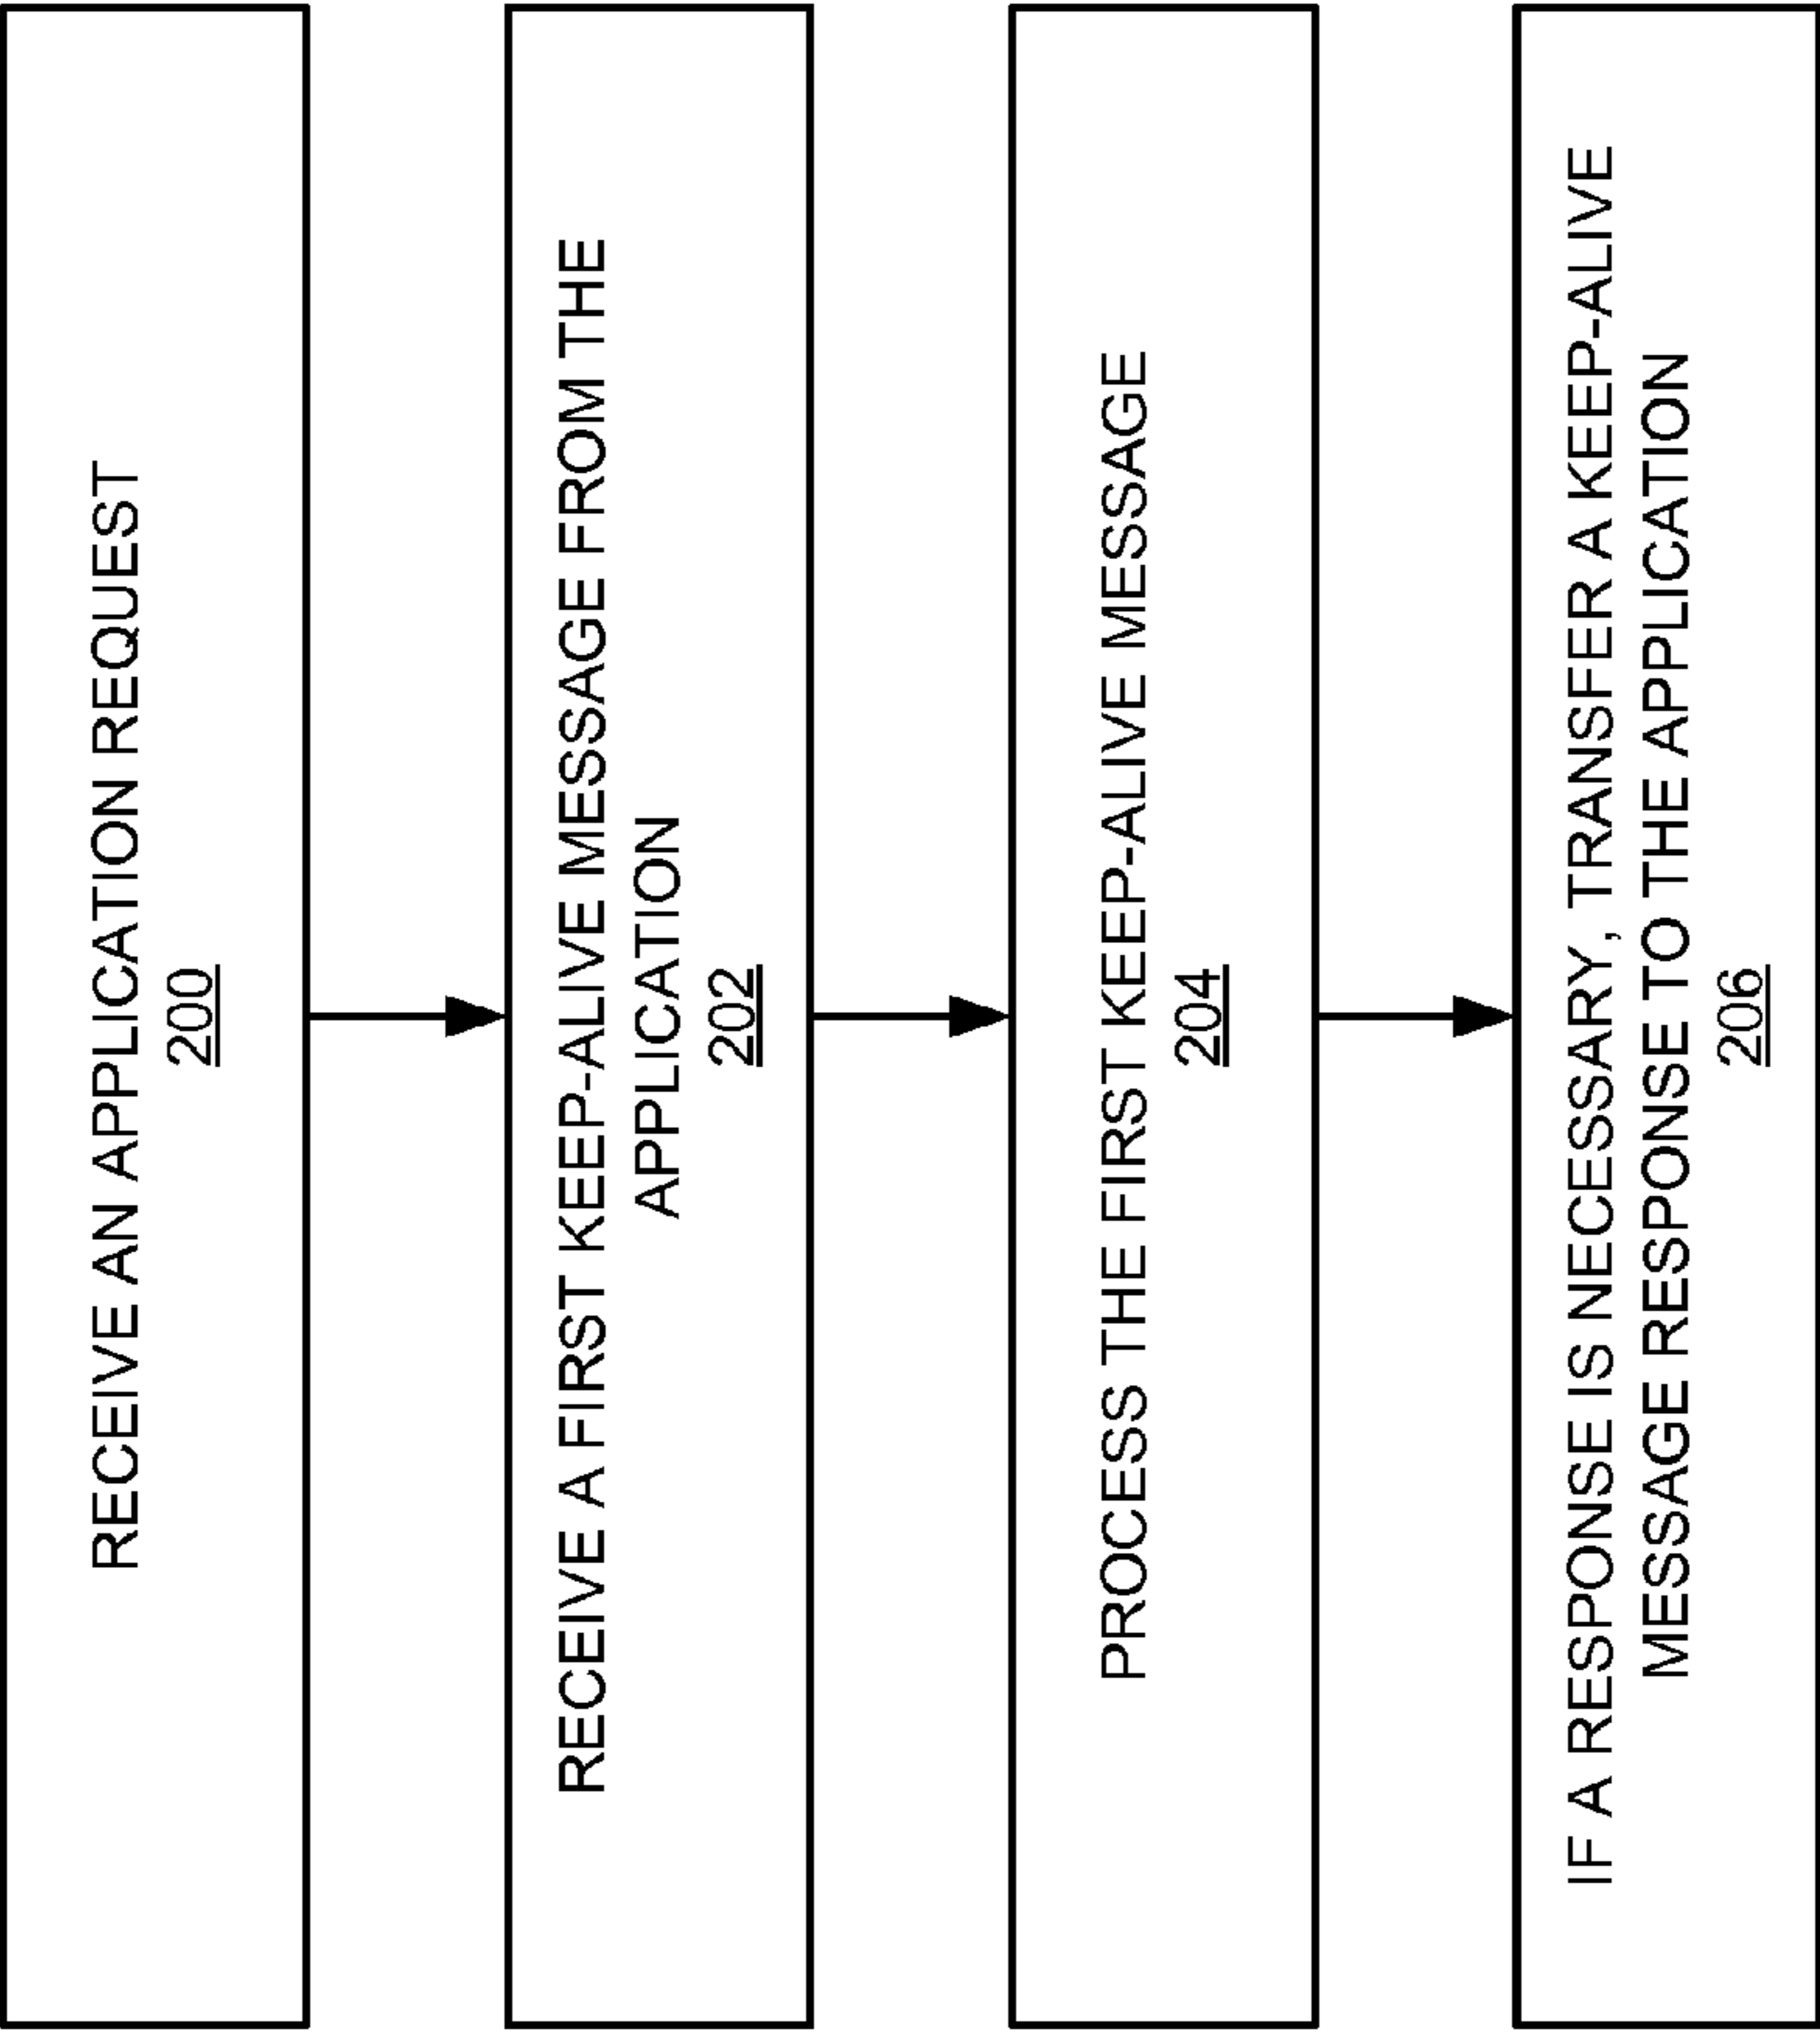 RECEIVE AN APPLICATION REQUEST
200
RECEIVE A FIRST KEEP-ALIVE MESSAGE FROM THE
APPLICATION
202
PROCESS THE FIRST KEEP-ALIVE MESSAGE
204
IF A RESPONSE IS NECESSARY, TRANSFER A KEEP-ALIVE
MESSAGE RESPONSE TO THE APPLICATION
206